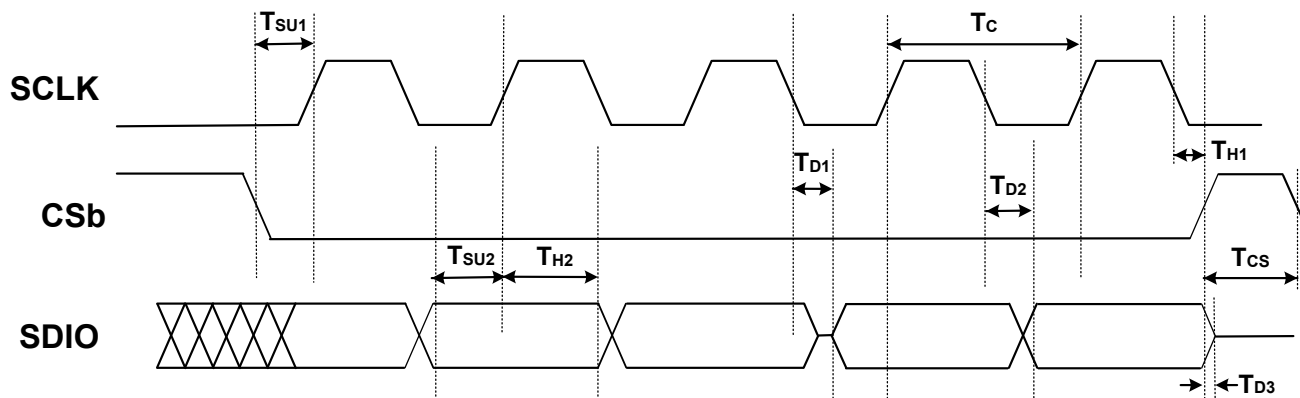 TSU1
TC
SCLK
TD1
TH1
TD2
CSb
TSU2
TH2
TCS
SDIO
TD3